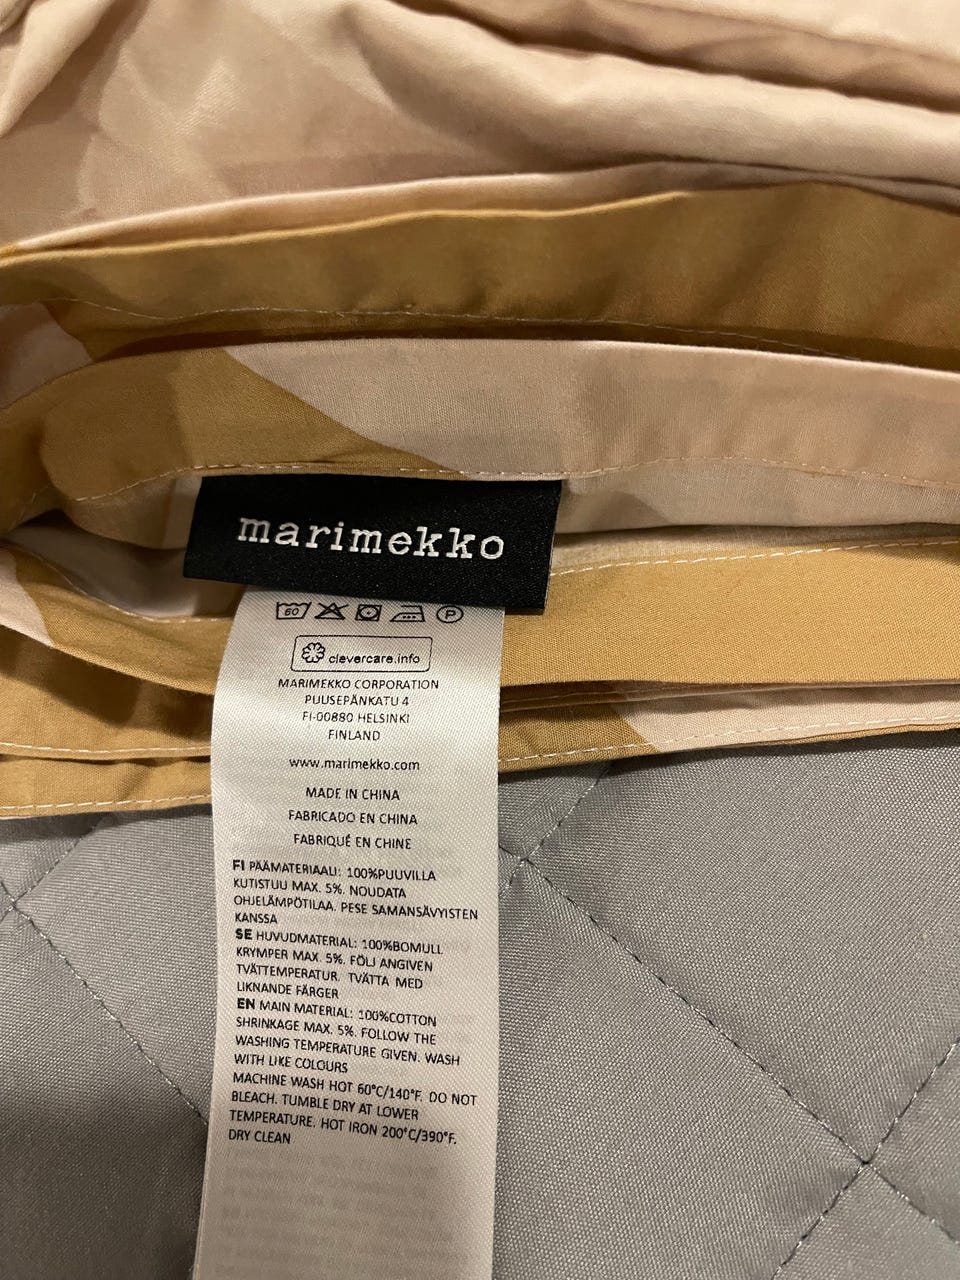 marimekko
60 P
clevercare.info
MARIMEKKO CORPORATION
PUUSEPÄNKATU 4
FI-00880 HELSINKI
FINLAND
www.marimekko.com
MADE IN CHINA
FABRICADO EN CHINA
FABRIQUÉ EN CHINE
FI PÄÄMATERIAALI: 100%PUUVILLA
KUTISTUU MAX. 5%. NOUDATA
OHJELÄMPÖTILAA. PESE SAMANSÄVYISTEN
KANSSA
SE HUVUDMATERIAL: 100%BOMULL
KRYMPER MAX. 5%. FÖLJ ANGIVEN
TVÄTTEMPERATUR. TVÄTTA MED
LIKNANDE FÄRGER
EN MAIN MATERIAL: 100%COTTON
SHRINKAGE MAX. 5%. FOLLOW THE
WASHING TEMPERATURE GIVEN. WASH
WITH LIKE COLOURS
MACHINE WASH HOT 60°C/140°F. DO NOT
BLEACH. TUMBLE DRY AT LOWER
TEMPERATURE. HOT IRON 200°C/390°F.
DRY CLEAN